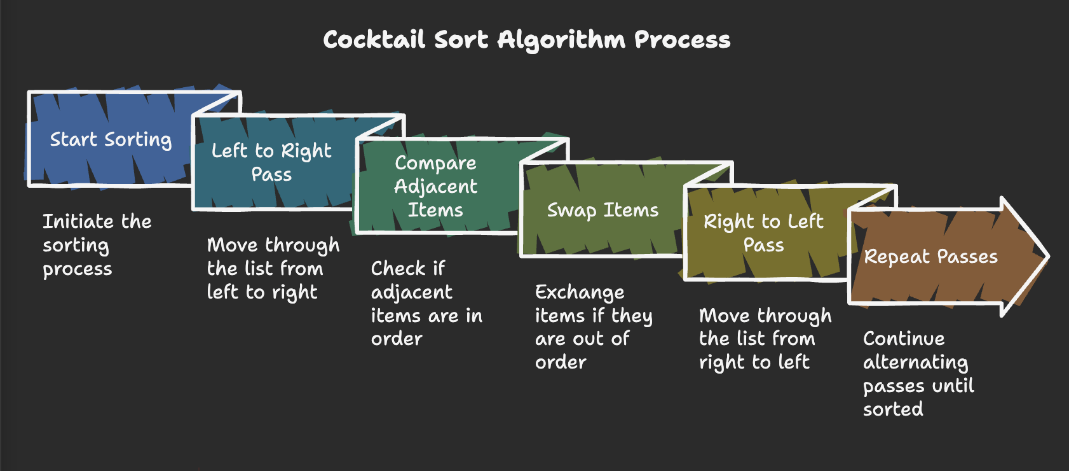 Cocktail Sort Algorithm Process
Start Sorting
Initiate the
sorting
process
Left to Right
Pass
Move through
the list from
left to right
Compare
Adjacent
Items
Check if
adjacent
items are in
order
Swap Items
Exchange
items if they
are out of
order
Right to Left
Pass
Move through
the list from
right to left
Repeat Passes
Continue
alternating
passes until
sorted